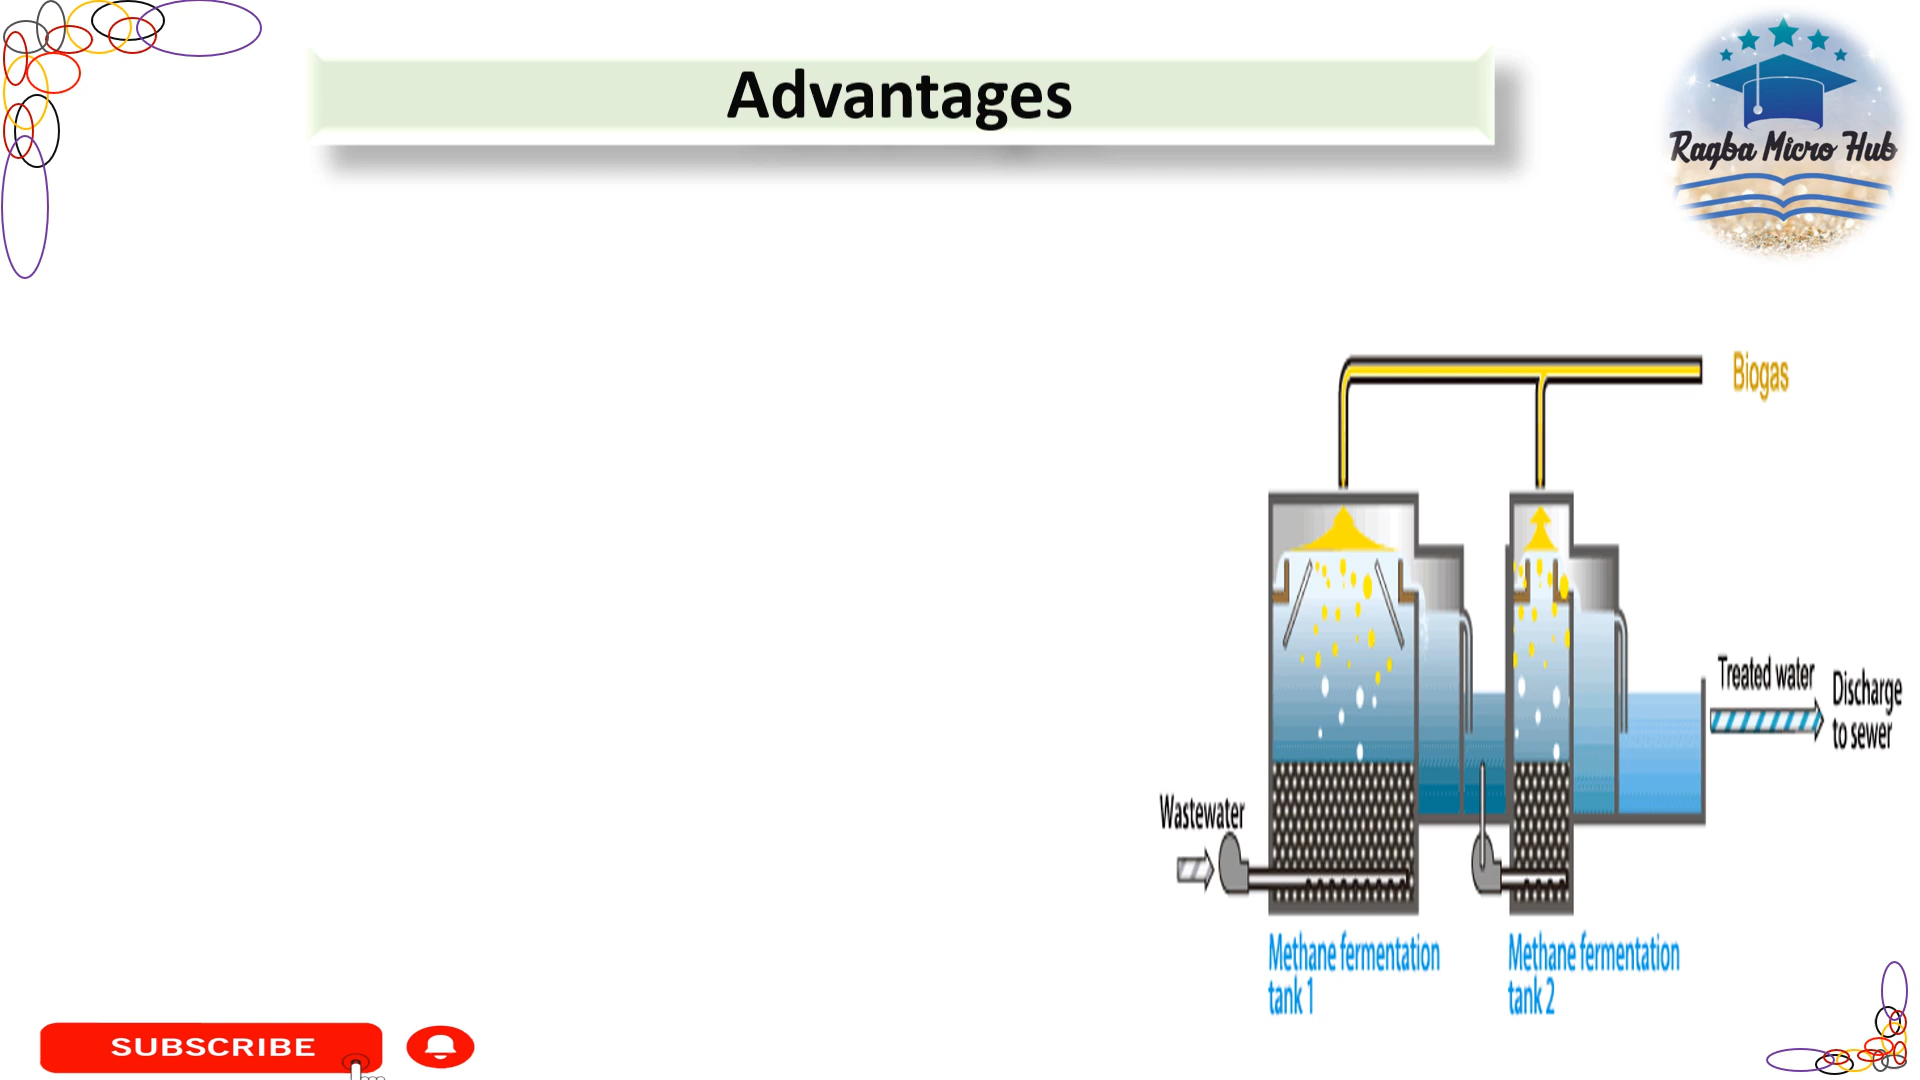 Advantages
Raqba Micro Hub
Biogas
Treated water
Discharge
to sewer
Wastewater
Methane fermentation
tank 1
Methane fermentation
tank 2
SUBSCRIBE